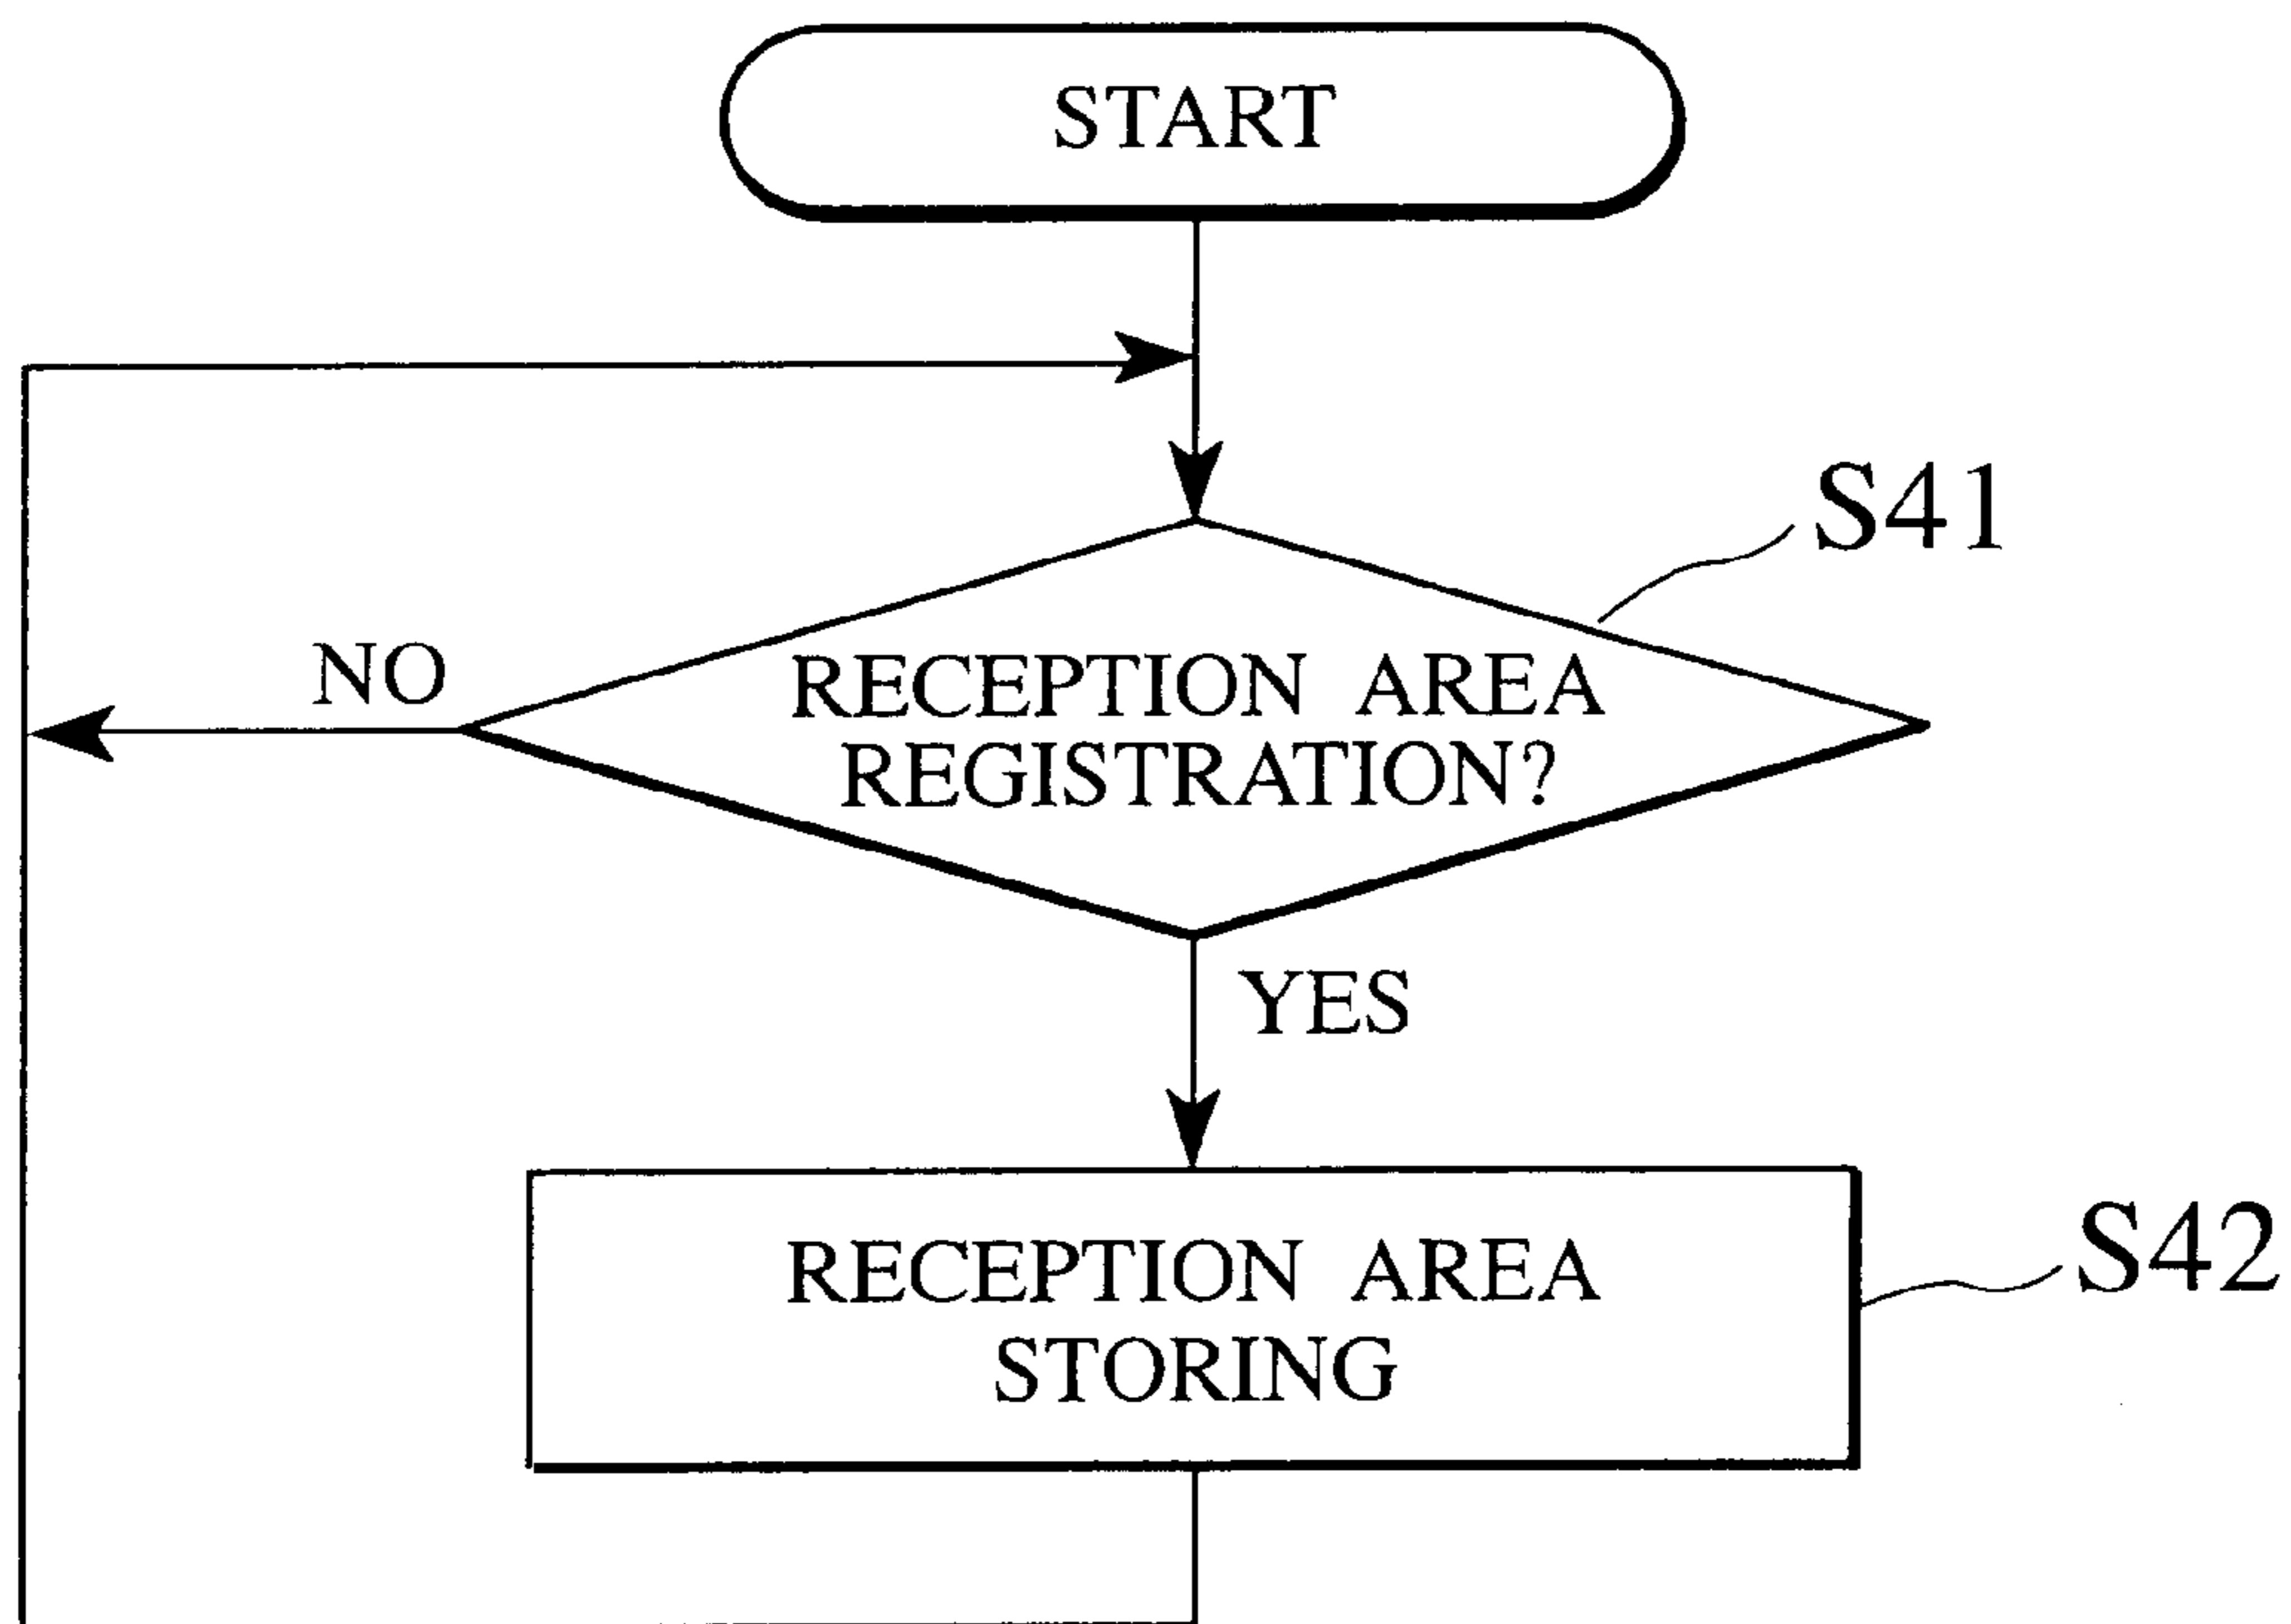 START
S41
NO
RECEPTION AREA
REGISTRATION?
YES
RECEPTION AREA
STORING
S42